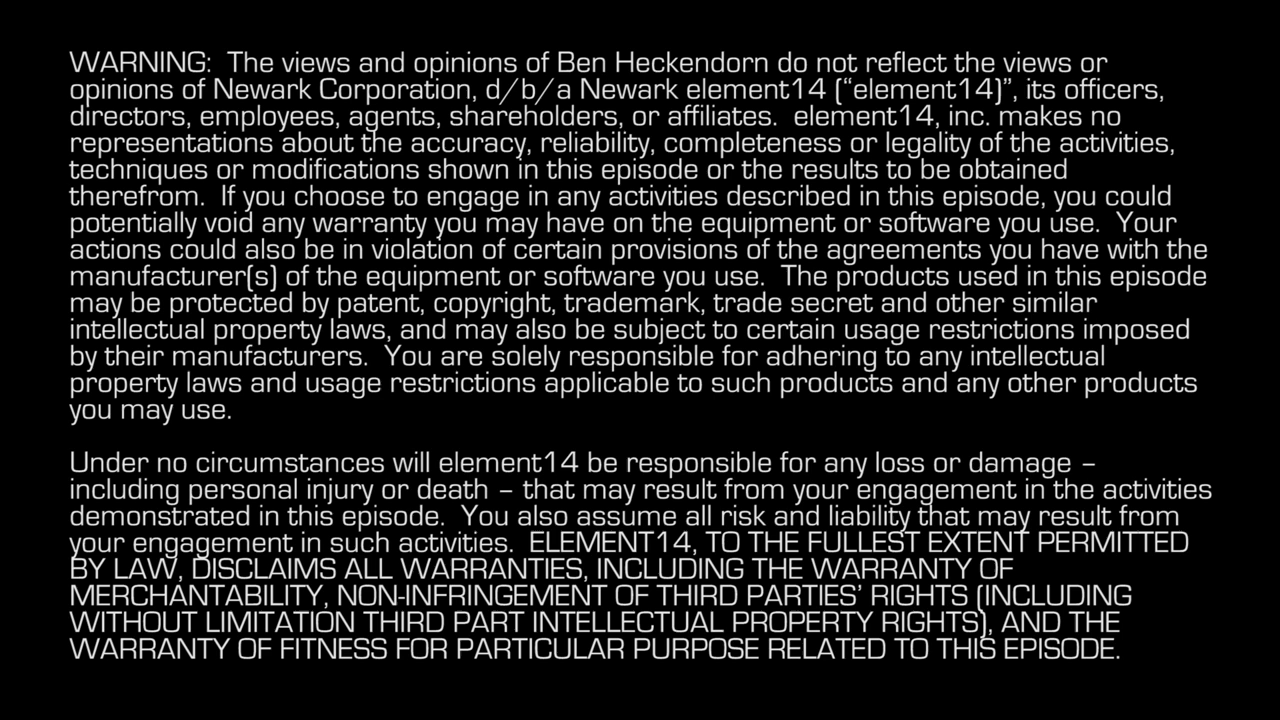 WARNING:  The views and opinions of Ben Heckendorn do not reflect the views or
opinions of Newark Corporation, d/b/a Newark element14 (“element14)”, its officers,
directors, employees, agents, shareholders, or affiliates.  element14, inc. makes no
representations about the accuracy, reliability, completeness or legality of the activities,
techniques or modifications shown in this episode or the results to be obtained
therefrom.  If you choose to engage in any activities described in this episode, you could
potentially void any warranty you may have on the equipment or software you use.  Your
actions could also be in violation of certain provisions of the agreements you have with the
manufacturer(s) of the equipment or software you use.  The products used in this episode
may be protected by patent, copyright, trademark, trade secret and other similar
intellectual property laws, and may also be subject to certain usage restrictions imposed
by their manufacturers.  You are solely responsible for adhering to any intellectual
property laws and usage restrictions applicable to such products and any other products
you may use.
Under no circumstances will element14 be responsible for any loss or damage –
including personal injury or death – that may result from your engagement in the activities
demonstrated in this episode.  You also assume all risk and liability that may result from
your engagement in such activities.  ELEMENT14, TO THE FULLEST EXTENT PERMITTED
BY LAW, DISCLAIMS ALL WARRANTIES, INCLUDING THE WARRANTY OF
MERCHANTABILITY, NON-INFRINGEMENT OF THIRD PARTIES’ RIGHTS (INCLUDING
WITHOUT LIMITATION THIRD PART INTELLECTUAL PROPERTY RIGHTS), AND THE
WARRANTY OF FITNESS FOR PARTICULAR PURPOSE RELATED TO THIS EPISODE.